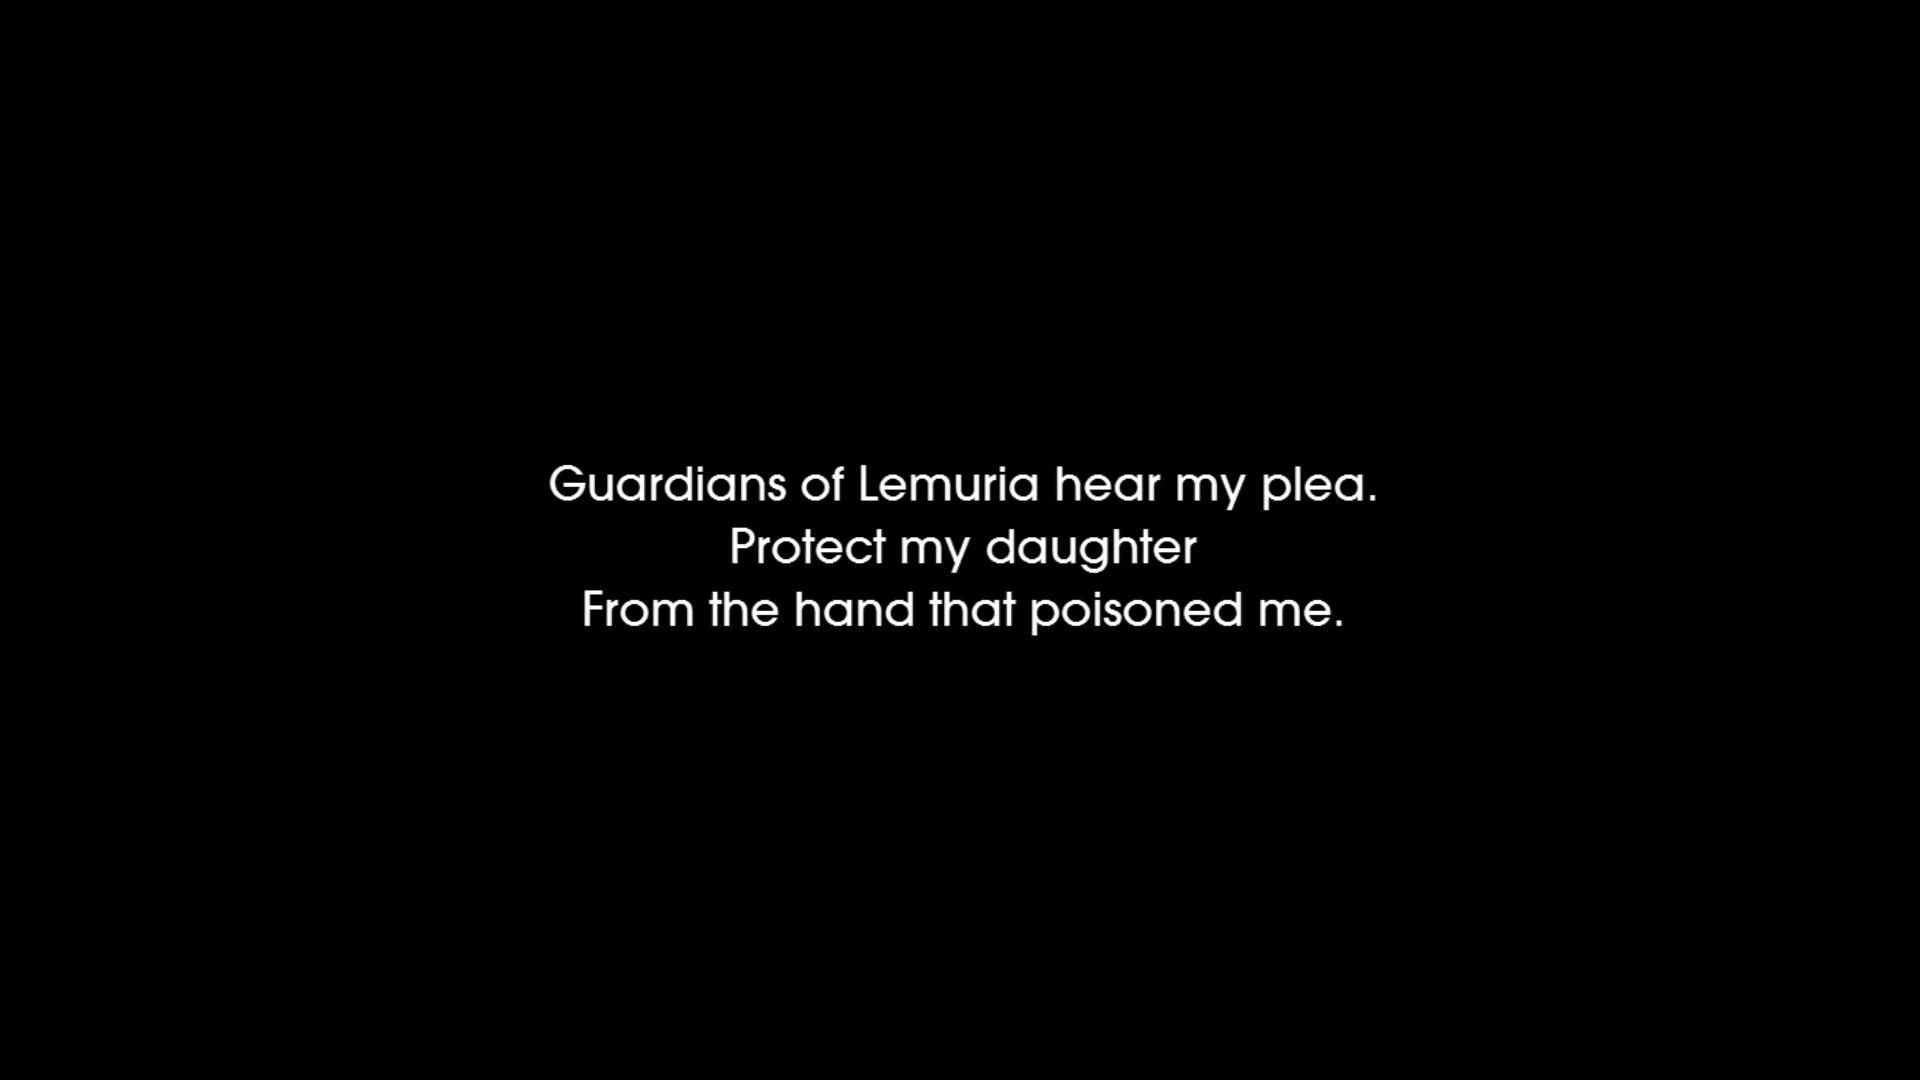 Guardians of Lemuria hear my plea.
Protect my daughter
From the hand that poisoned me.